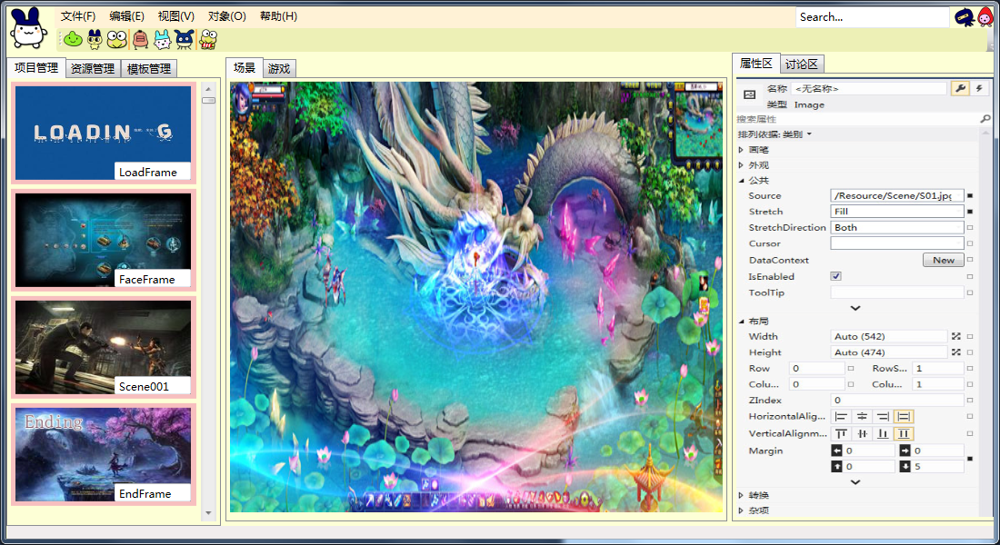 文件(F) 编辑(E) 视图(V) 对象(O) 帮助(H)
Search...
项目管理 资源管理 模板管理
LOADIN G
LoadFrame
FaceFrame
Scene001
Ending
EndFrame
场景 游戏
属性区 讨论区
名称 <无名称>
类型 Image
搜索属性
排列依据: 类别
画笔
外观
公共
Source /Resource/Scene/S01.jpg
Stretch Fill
StretchDirection Both
Cursor
DataContext New
IsEnabled
ToolTip
布局
Width Auto (542)
Height Auto (474)
Row 0 RowS... 1
Colu... 0 Colu... 1
ZIndex 0
HorizontalAlig...
VerticalAlignm...
Margin 0 0
0 5
转换
杂项